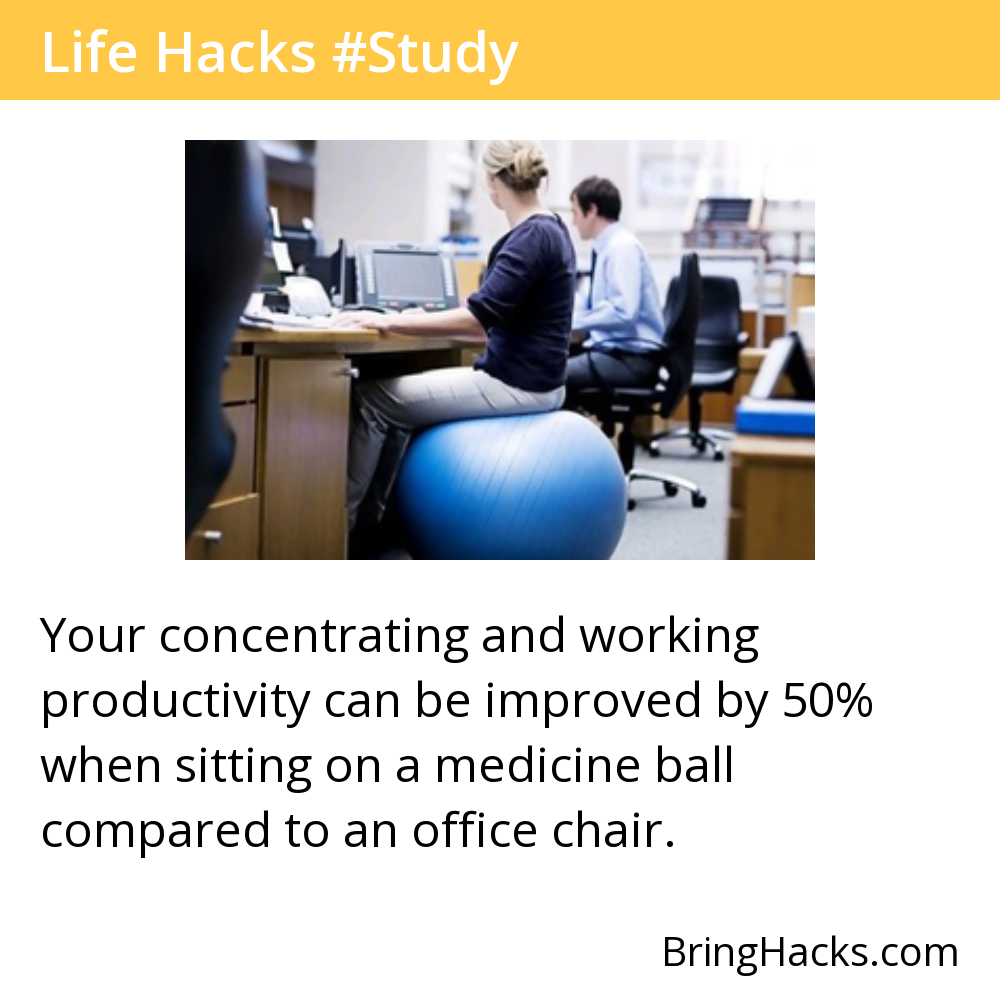 Life Hacks #Study
Your concentrating and working
productivity can be improved by 50%
when sitting on a medicine ball
compared to an office chair.
BringHacks.com